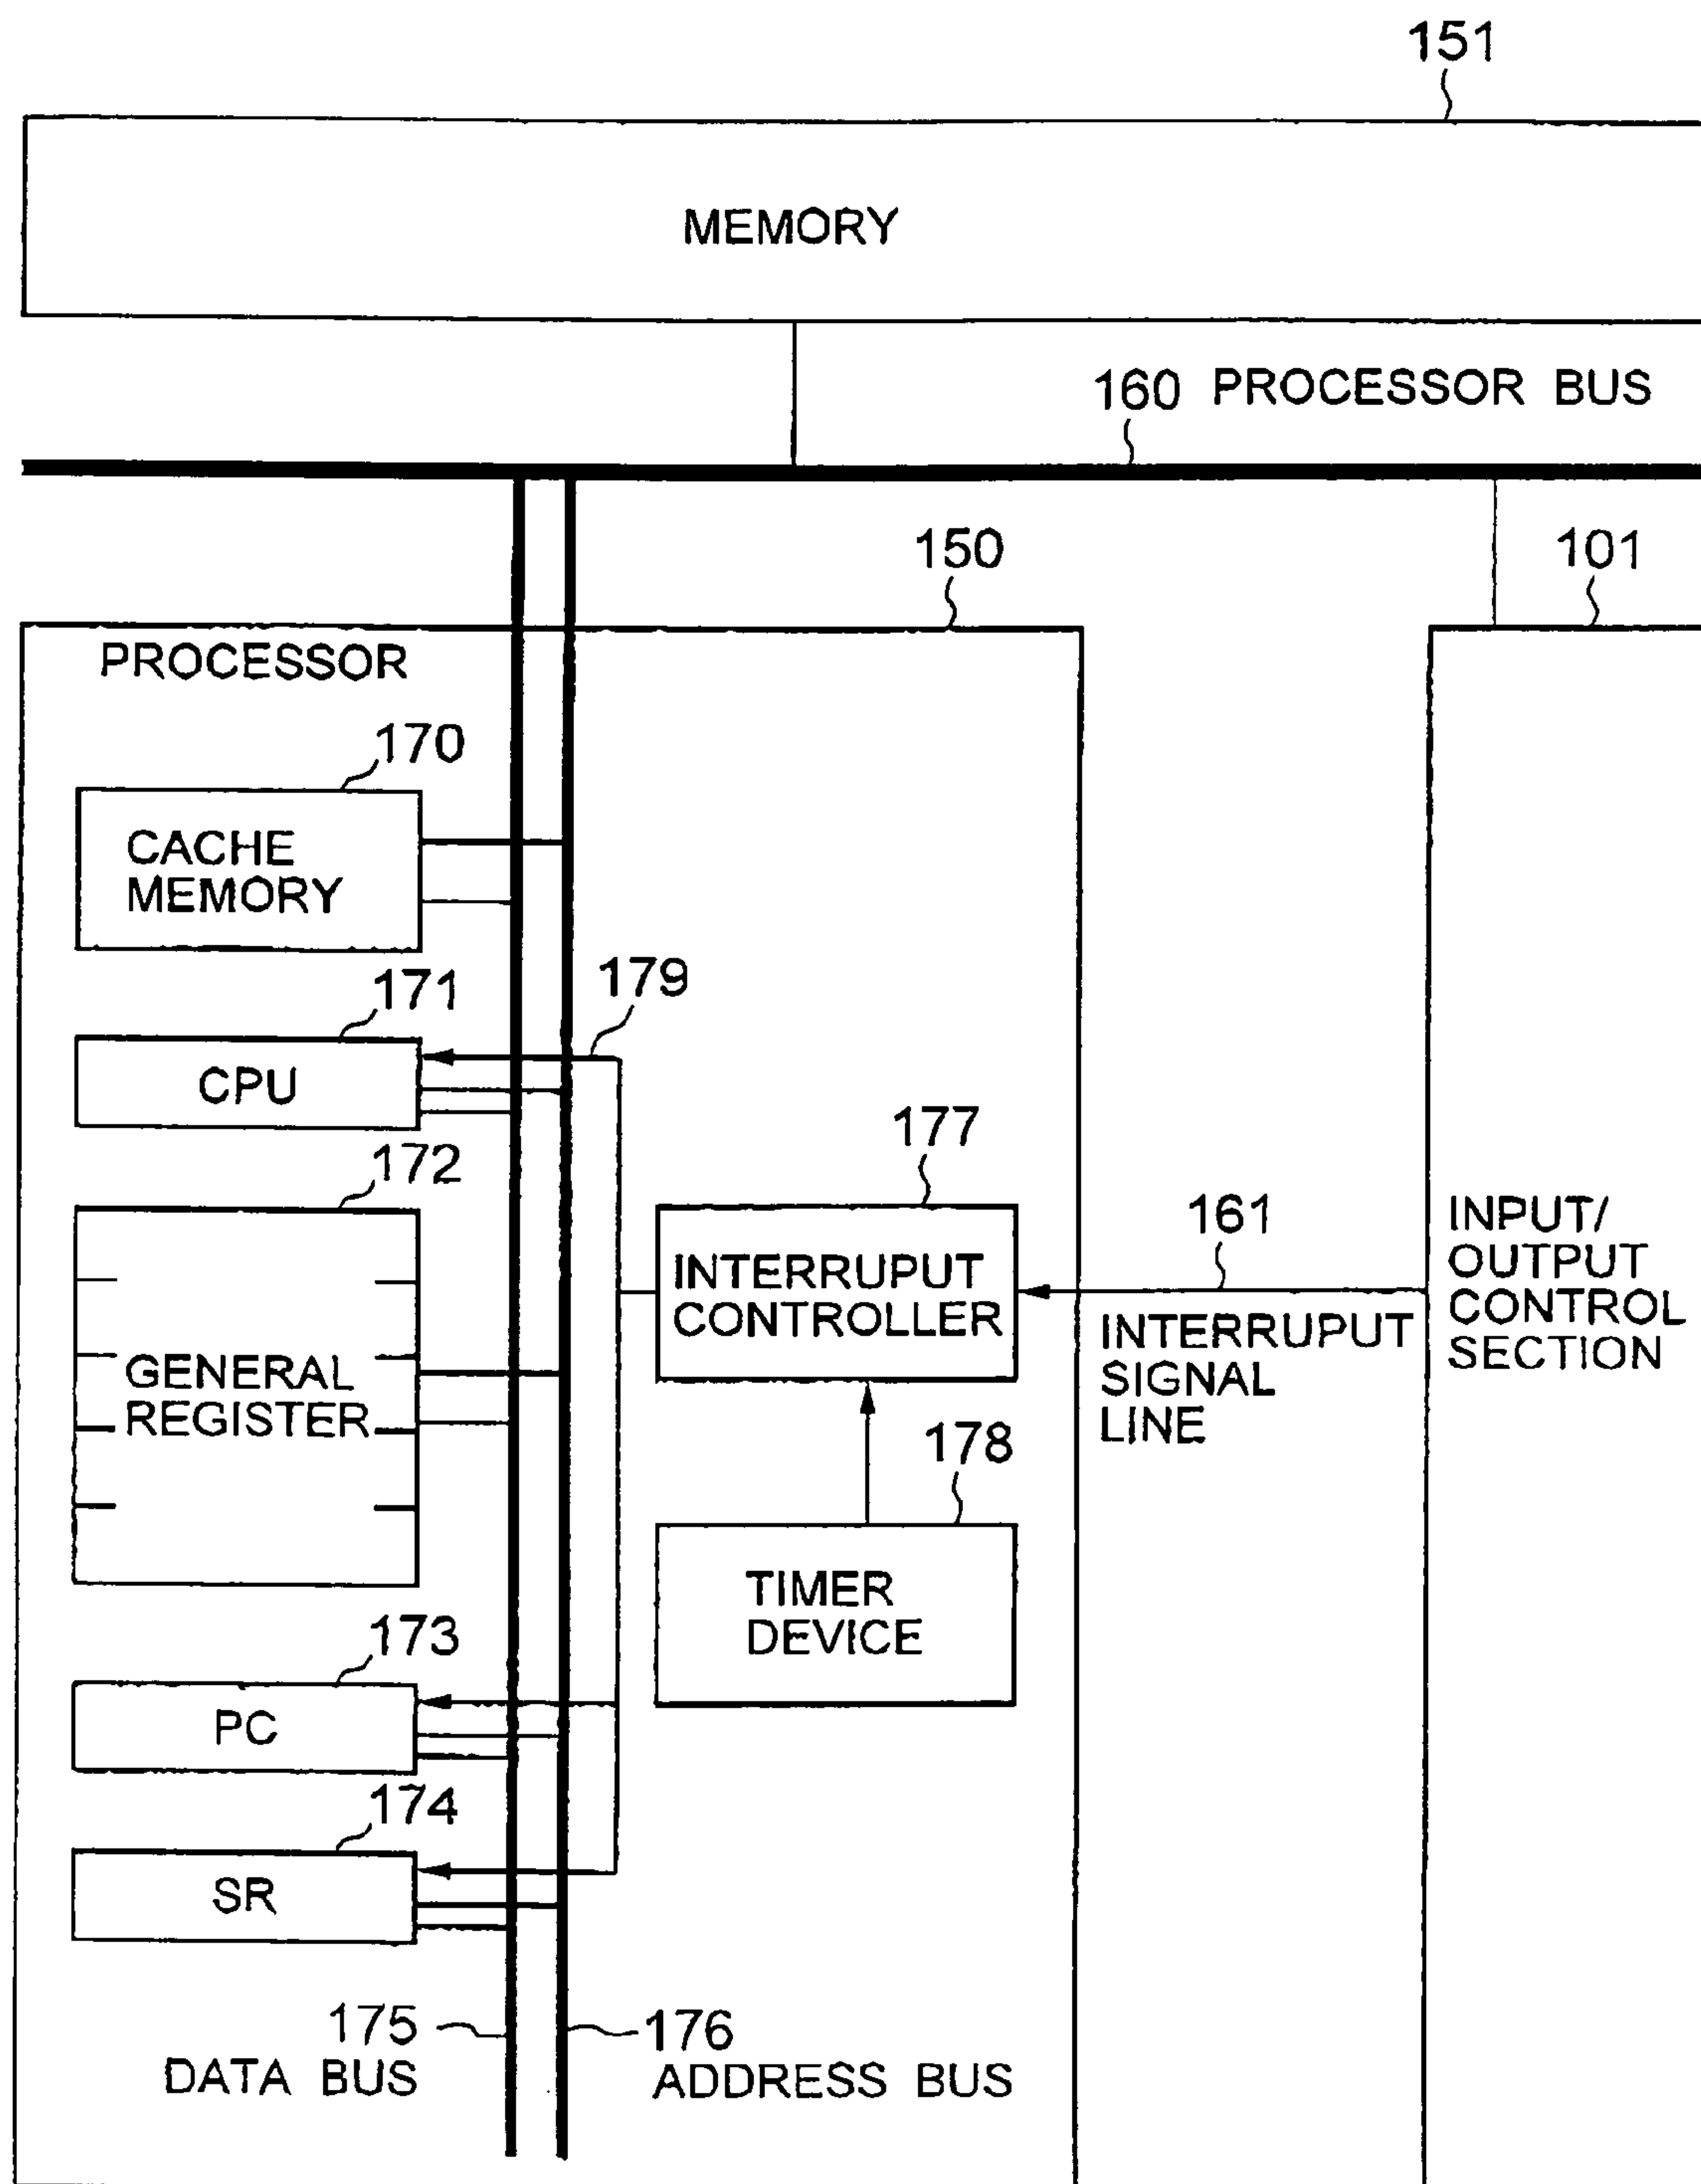 151
MEMORY
160 PROCESSOR BUS
150
101
PROCESSOR
170
CACHE
MEMORY
171
179
CPU
172
177
161
INTERRUPUT
CONTROLLER
INPUT/
OUTPUT
CONTROL
SECTION
INTERRUPUT
SIGNAL
LINE
GENERAL
REGISTER
178
TIMER
DEVICE
173
PC
174
SR
175
DATA BUS
176
ADDRESS BUS